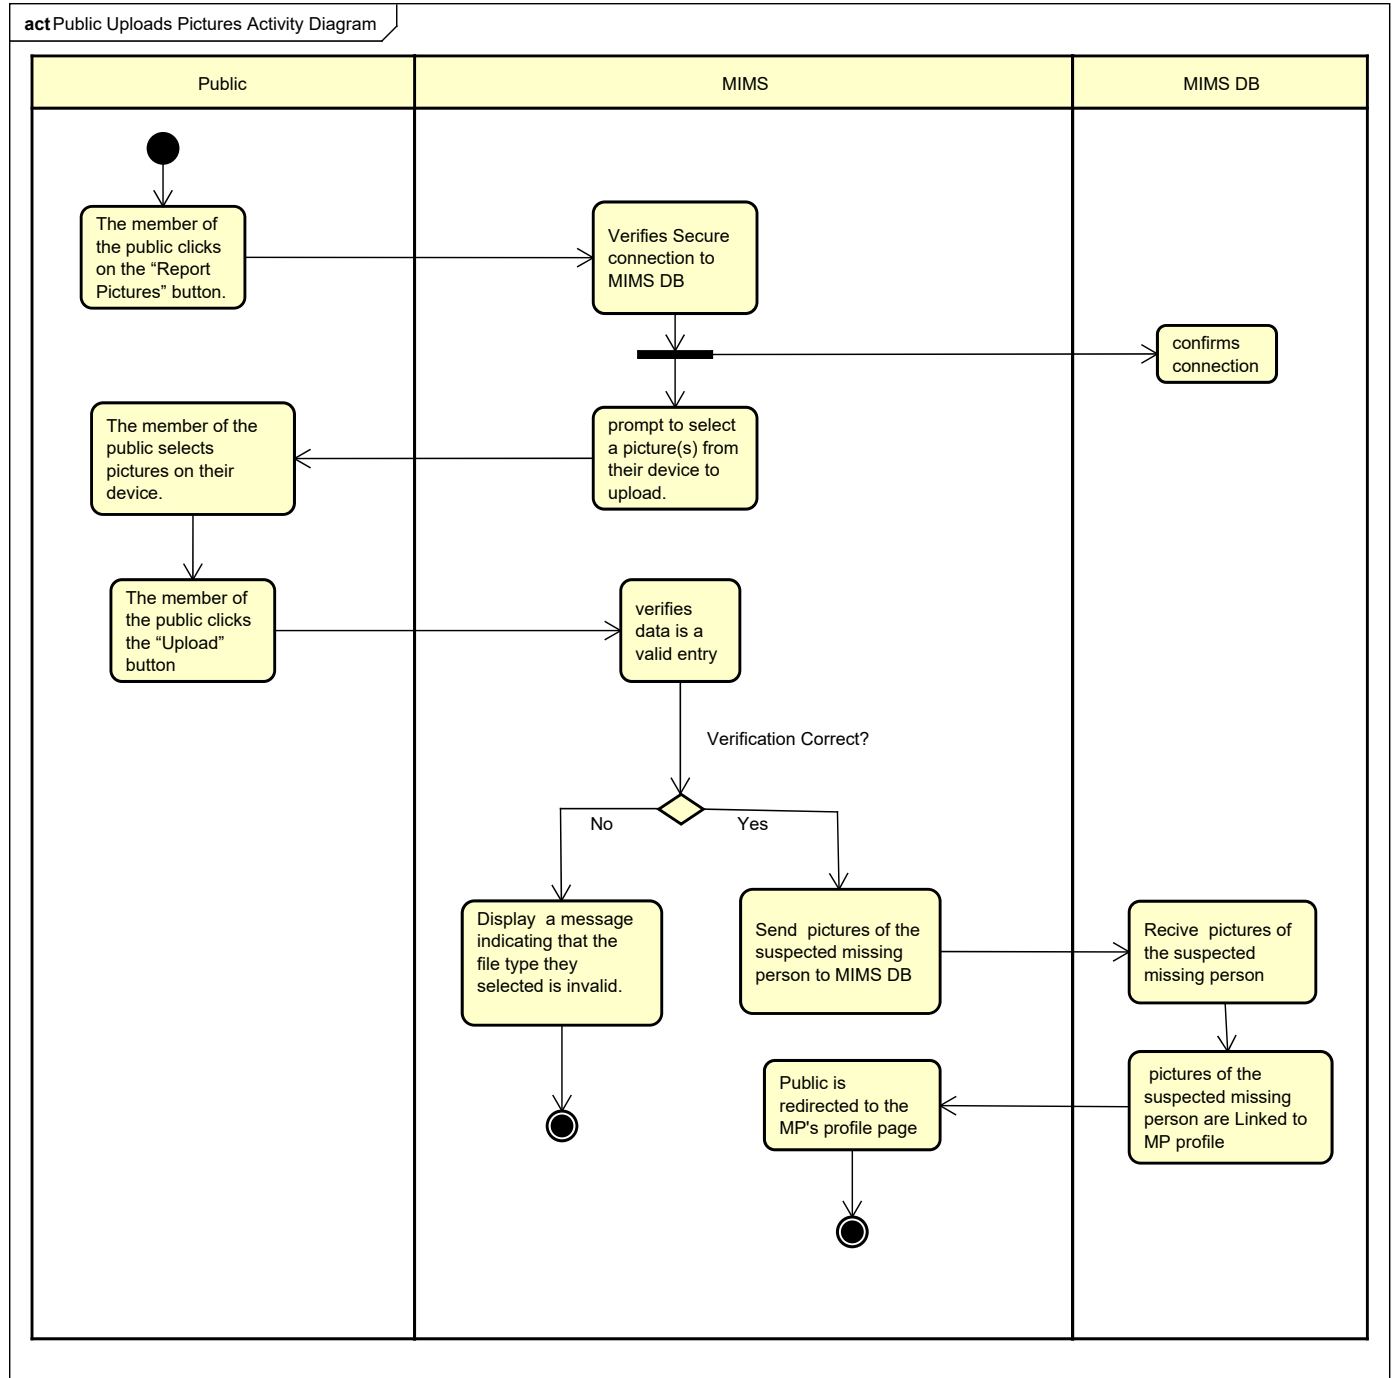 act Public Uploads Pictures Activity Diagram
Public
MIMS
MIMS DB
The member of
the public clicks
on the “Report
Pictures” button.
Verifies Secure
connection to
MIMS DB
confirms
connection
prompt to select
a picture(s) from
their device to
upload.
The member of the
public selects
pictures on their
device.
The member of
the public clicks
the “Upload”
button
verifies
data is a
valid entry
Verification Correct?
No
Yes
Display  a message
indicating that the
file type they
selected is invalid.
Send  pictures of the
suspected missing
person to MIMS DB
Recive  pictures of
the suspected
missing person
pictures of the
suspected missing
person are Linked to
MP profile
Public is
redirected to the
MP's profile page